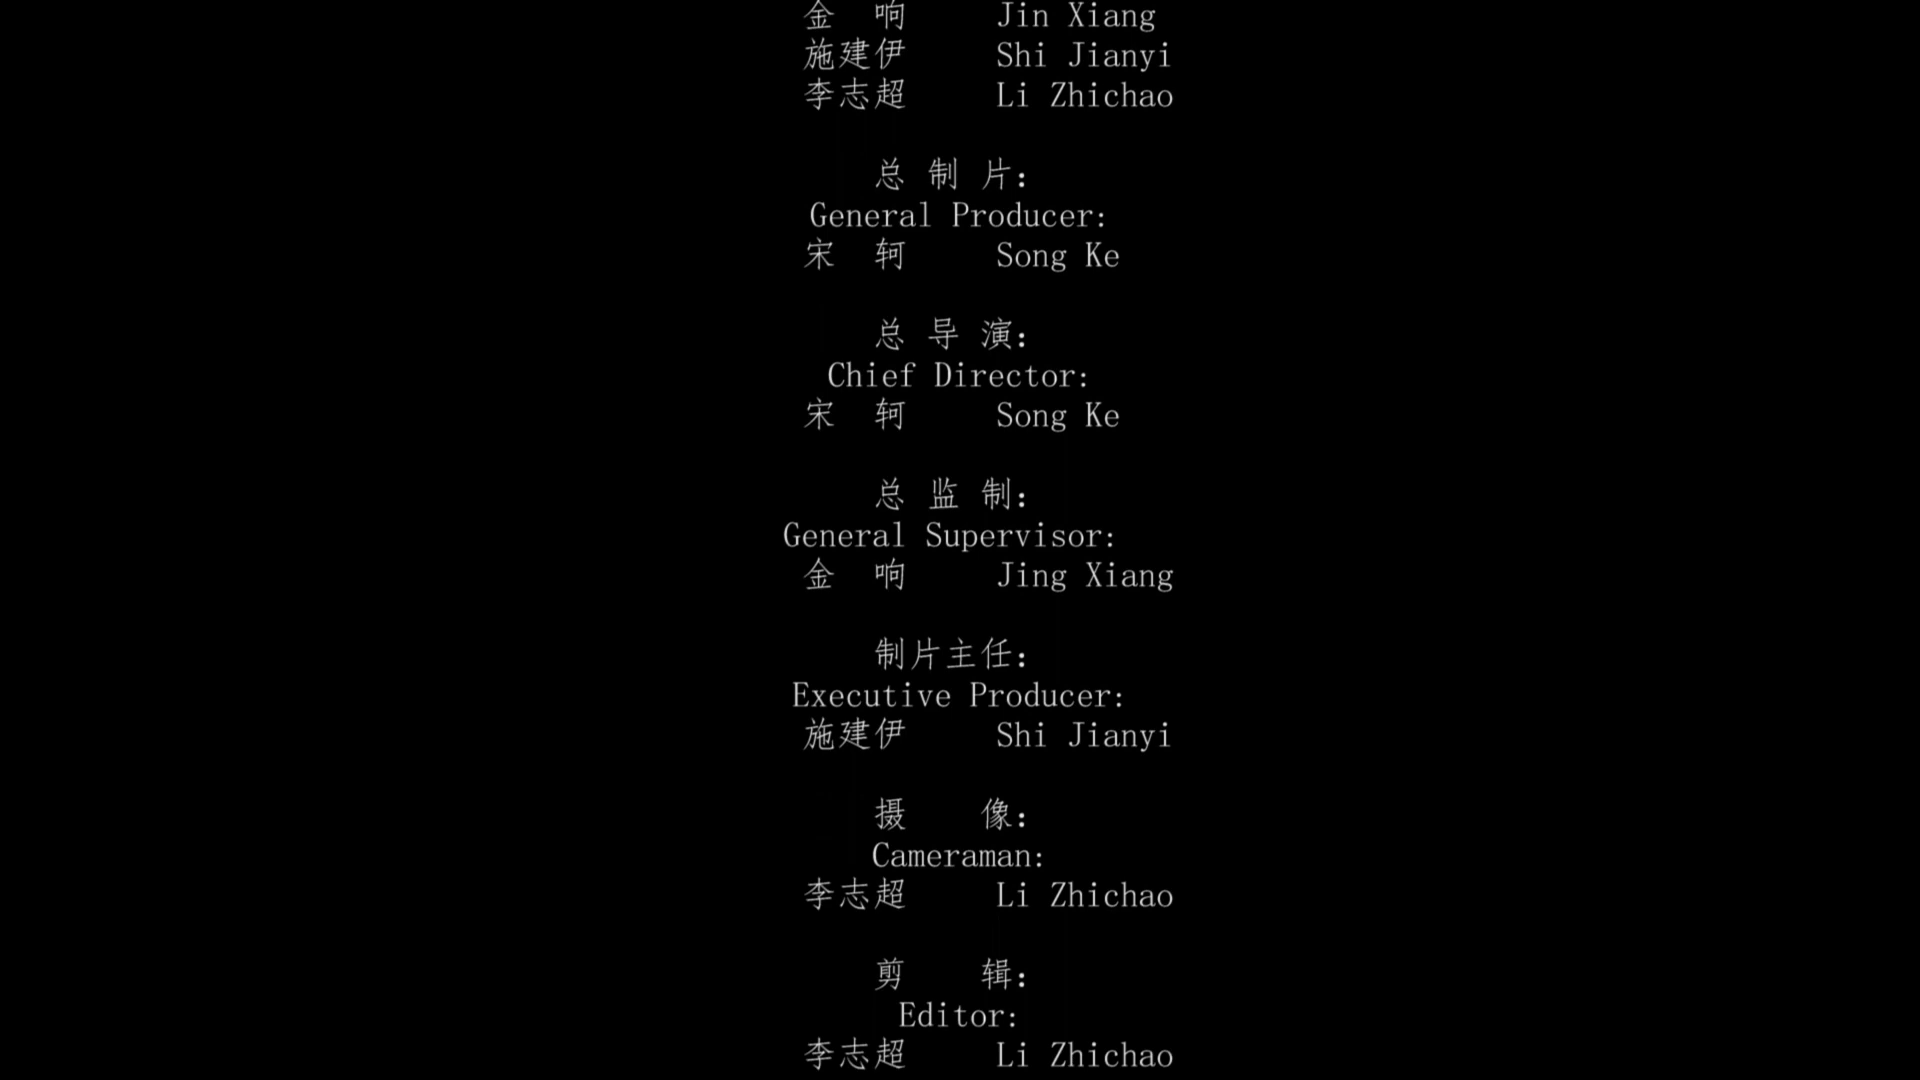 金 响 Jin Xiang
施建伊 Shi Jianyi
李志超 Li Zhichao
总 制 片：
General Producer:
宋 轲 Song Ke
总 导 演：
Chief Director:
宋 轲 Song Ke
总 监 制：
General Supervisor:
金 响 Jing Xiang
制片主任：
Executive Producer:
施建伊 Shi Jianyi
摄 像：
Cameraman:
李志超 Li Zhichao
剪 辑：
Editor:
李志超 Li Zhichao